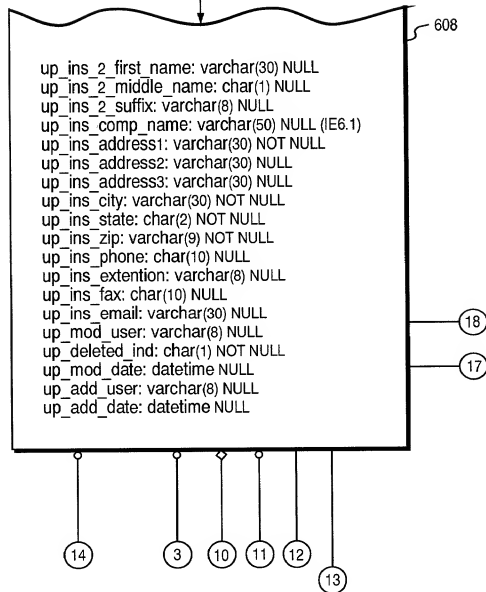 608
up_ins_2_first_name: varchar(30) NULL
up_ins_2_middle_name: char(1) NULL
up_ins_2_suffix: varchar(8) NULL
up_ins_comp_name: varchar(50) NULL (IE6.1)
up_ins_address1: varchar(30) NOT NULL
up_ins_address2: varchar(30) NULL
up_ins_address3: varchar(30) NULL
up_ins_city: varchar(30) NOT NULL
up_ins_state: char(2) NOT NULL
up_ins_zip: varchar(9) NOT NULL
up_ins_phone: char(10) NULL
up_ins_extention: varchar(8) NULL
up_ins_fax: char(10) NULL
up_ins_email: varchar(30) NULL
up_mod_user: varchar(8) NULL
up_deleted_ind: char(1) NOT NULL
up_mod_date: datetime NULL
up_add_user: varchar(8) NULL
up_add_date: datetime NULL
18
17
14 3 10 11 12
13